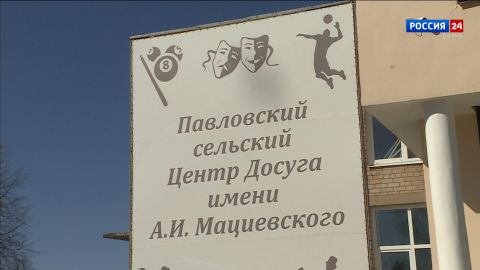 РОССИЯ 24
8
Павловский
сельский
Центр Досуга
имени
А.И. Мациевского